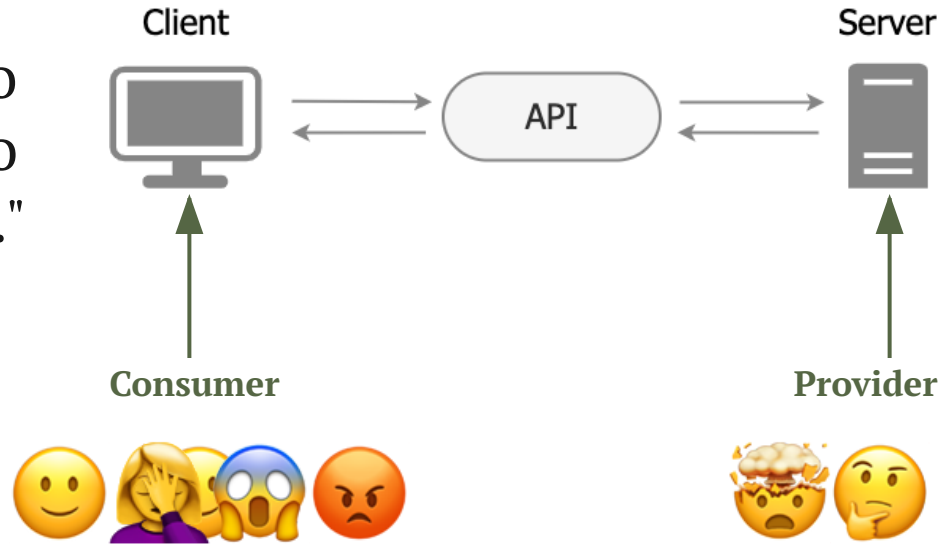 Client
Server
o
o
."
API
Consumer
Provider